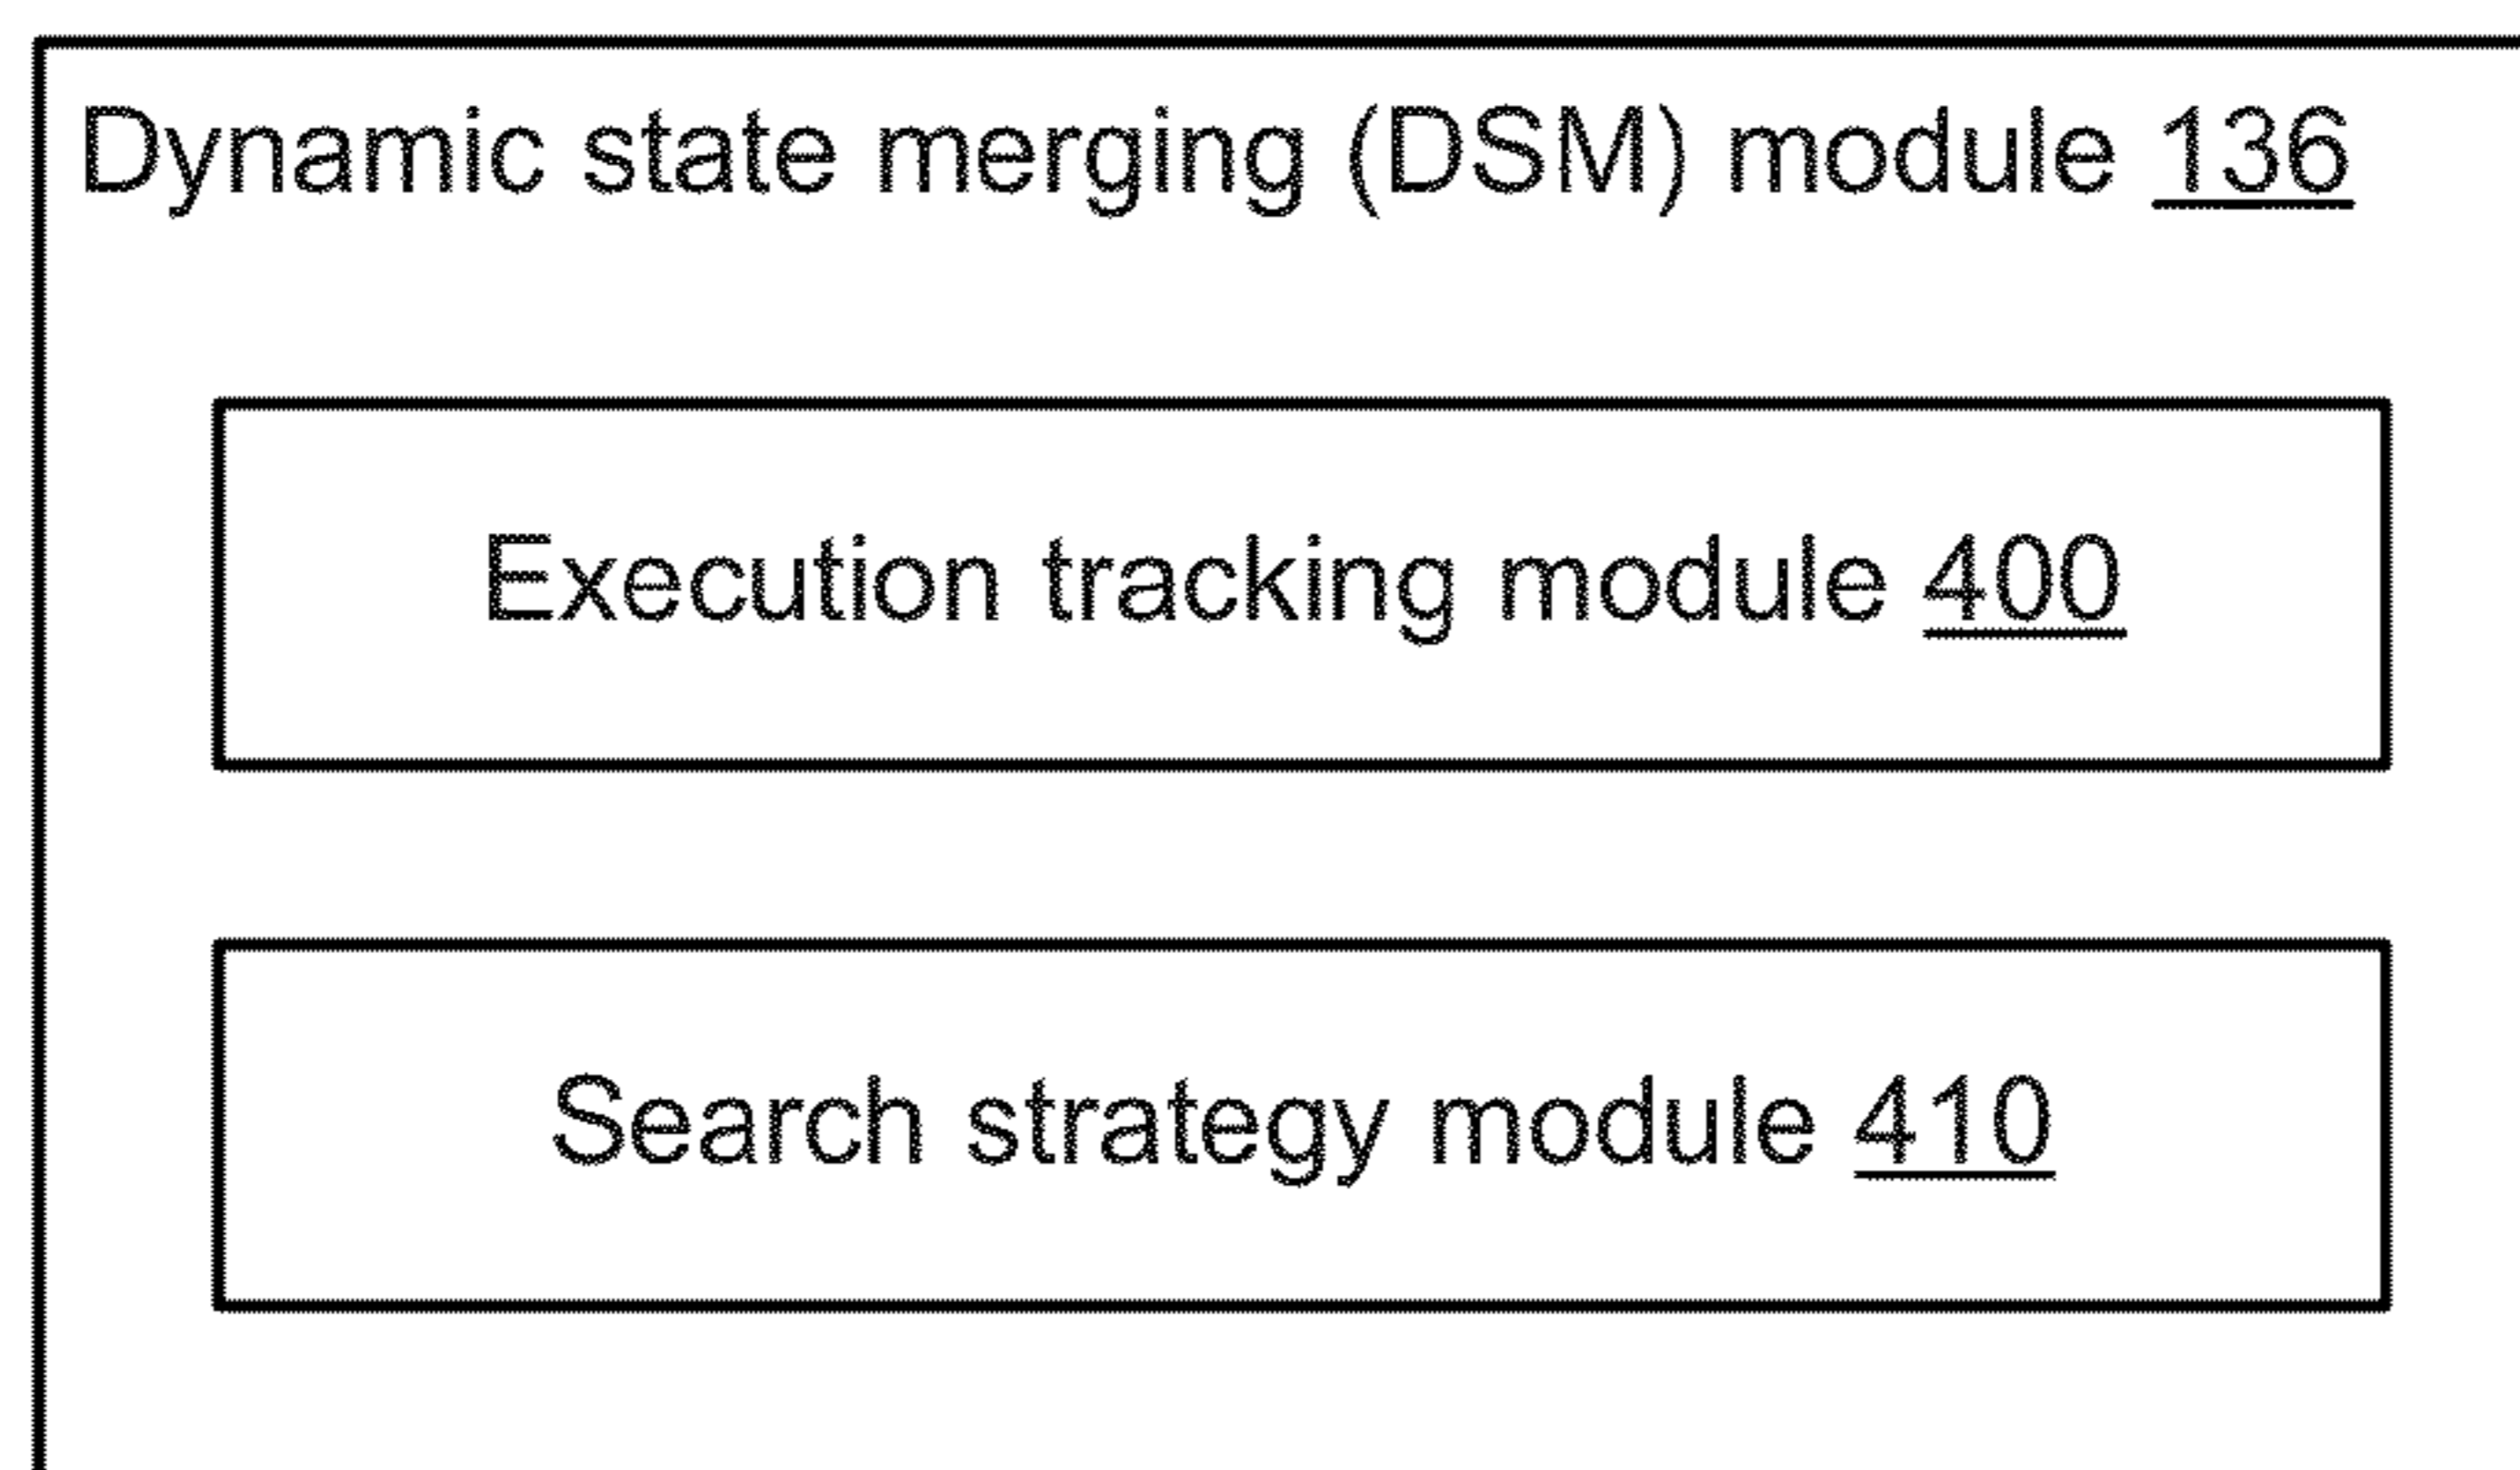 Dynamic state merging (DSM) module 136
Execution tracking module 400
Search strategy module 410